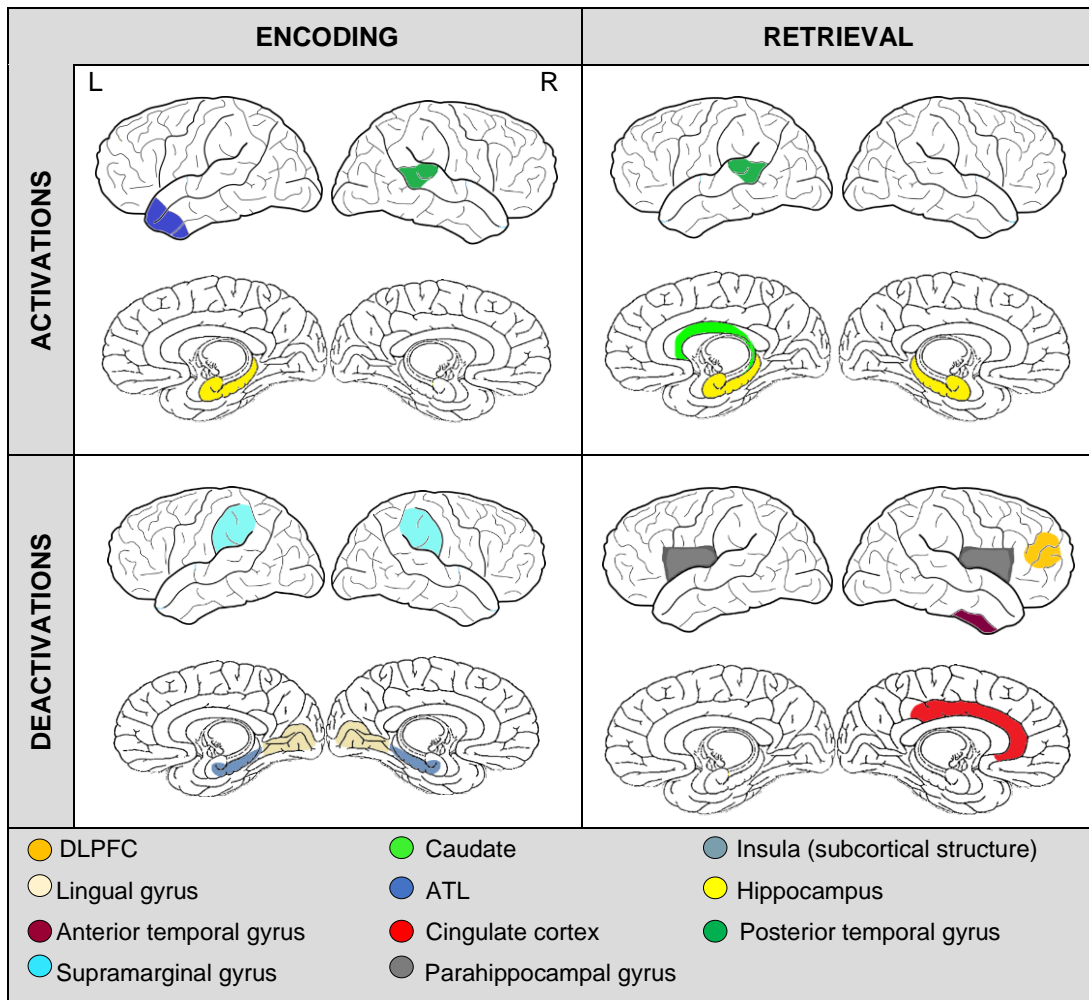 ENCODING
RETRIEVAL
L
R
ACTIVATIONS
DEACTIVATIONS
DLPFC
Caudate
Insula (subcortical structure)
Lingual gyrus
ATL
Hippocampus
Anterior temporal gyrus
Cingulate cortex
Posterior temporal gyrus
Supramarginal gyrus
Parahippocampal gyrus